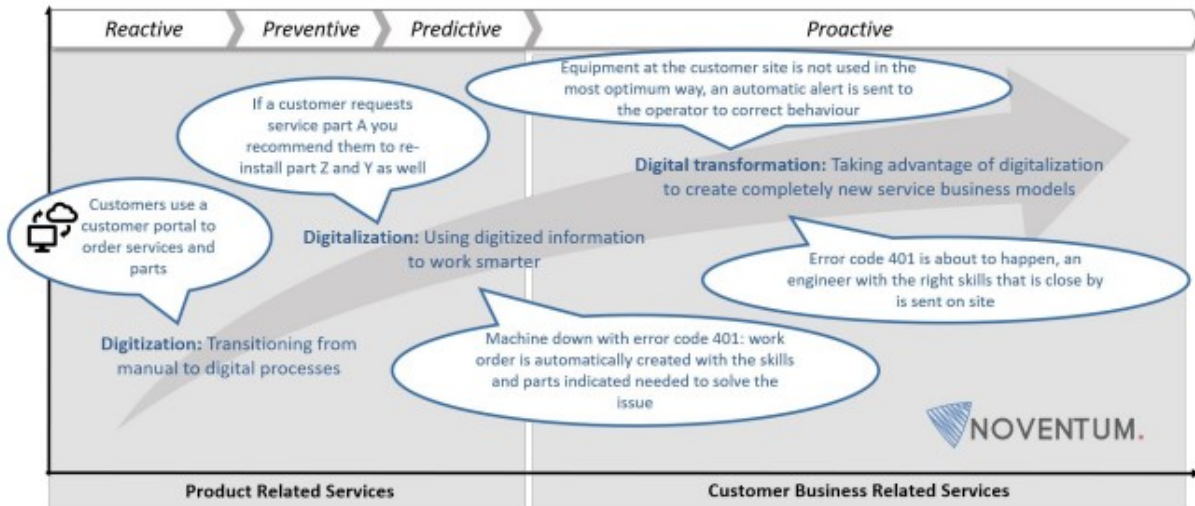 Reactive
Preventive
Predictive
Proactive
Equipment at the customer site is not used in the
most optimum way, an automatic alert is sent to
the operator to correct behaviour
If a customer requests
service part A you
recommend them to re-
install part Z and Y as well
Digital transformation: Taking advantage of digitalization
to create completely new service business models
Customers use a
customer portal to
order services and
parts
Digitalization: Using digitized information
to work smarter
Error code 401 is about to happen, an
engineer with the right skills that is close by
is sent on site
Digitization: Transitioning from
manual to digital processes
Machine down with error code 401: work
order is automatically created with the skills
and parts indicated needed to solve the
issue
NOVENTUM.
Product Related Services
Customer Business Related Services